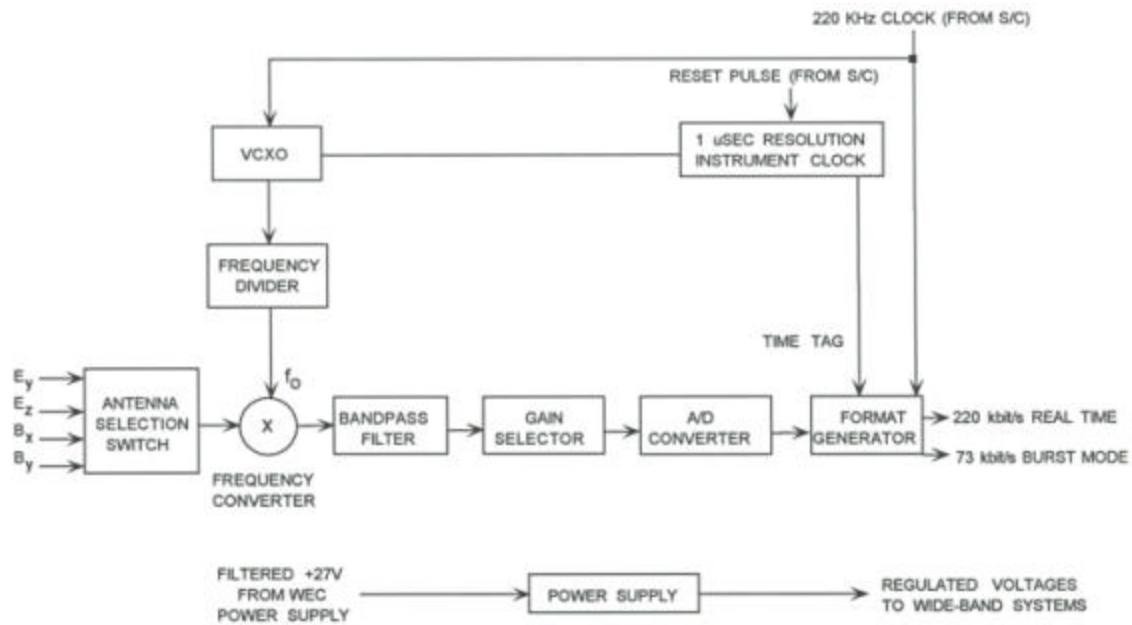 220 KHz CLOCK (FROM S/C)
RESET PULSE (FROM S/C)
VCXO
1 uSEC RESOLUTION
INSTRUMENT CLOCK
FREQUENCY
DIVIDER
TIME TAG
fo
Ey
Ez
Bx
By
ANTENNA
SELECTION
SWITCH
X
BANDPASS
FILTER
GAIN
SELECTOR
A/D
CONVERTER
FORMAT
GENERATOR
220 kbit/s REAL TIME
73 kbit/s BURST MODE
FREQUENCY
CONVERTER
FILTERED +27V
FROM WEC
POWER SUPPLY
POWER SUPPLY
REGULATED VOLTAGES
TO WIDE-BAND SYSTEMS